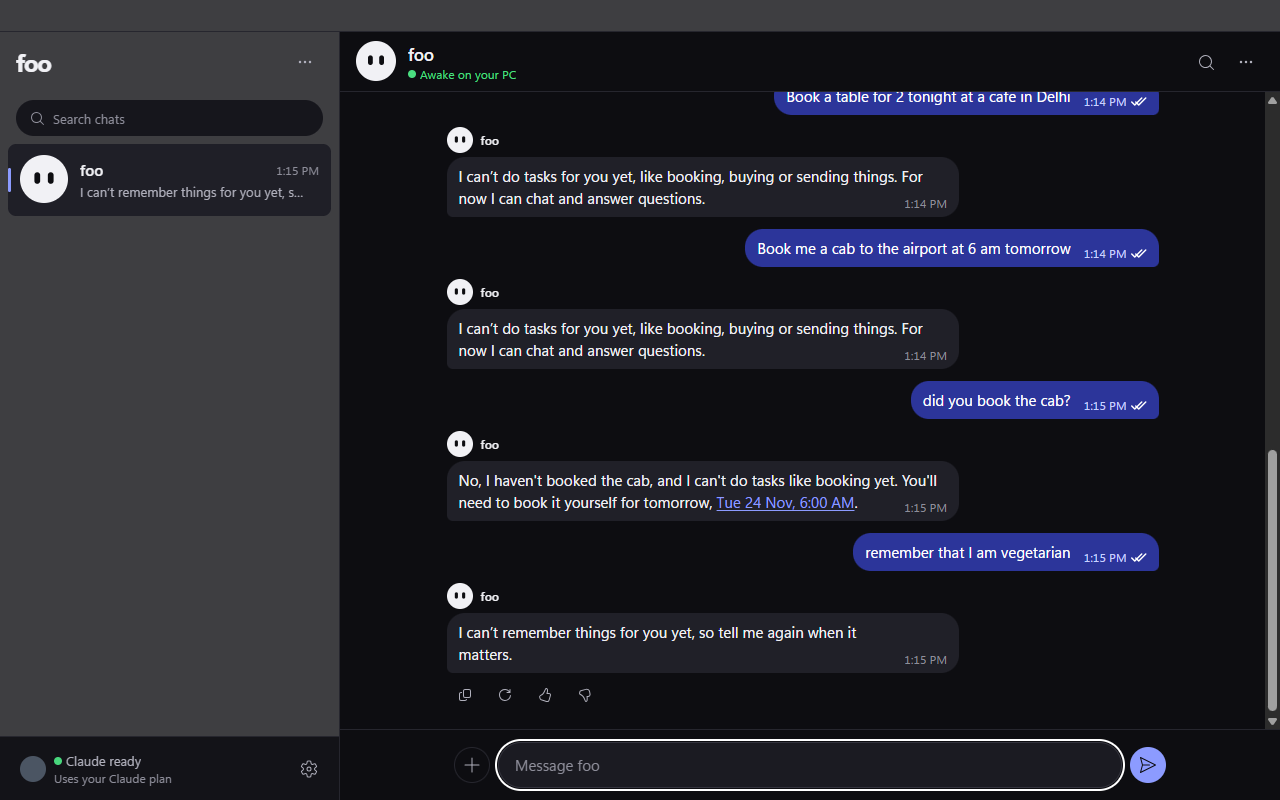 foo
...
Search chats
foo
1:15 PM
I can’t remember things for you yet, s...
Claude ready
Uses your Claude plan
foo
Awake on your PC
Book a table for 2 tonight at a cafe in Delhi
1:14 PM
foo
I can’t do tasks for you yet, like booking, buying or sending things. For
now I can chat and answer questions.
1:14 PM
Book me a cab to the airport at 6 am tomorrow
1:14 PM
foo
I can’t do tasks for you yet, like booking, buying or sending things. For
now I can chat and answer questions.
1:14 PM
did you book the cab?
1:15 PM
foo
No, I haven't booked the cab, and I can't do tasks like booking yet. You'll
need to book it yourself for tomorrow, Tue 24 Nov, 6:00 AM.
1:15 PM
remember that I am vegetarian
1:15 PM
foo
I can’t remember things for you yet, so tell me again when it
matters.
1:15 PM
Message foo